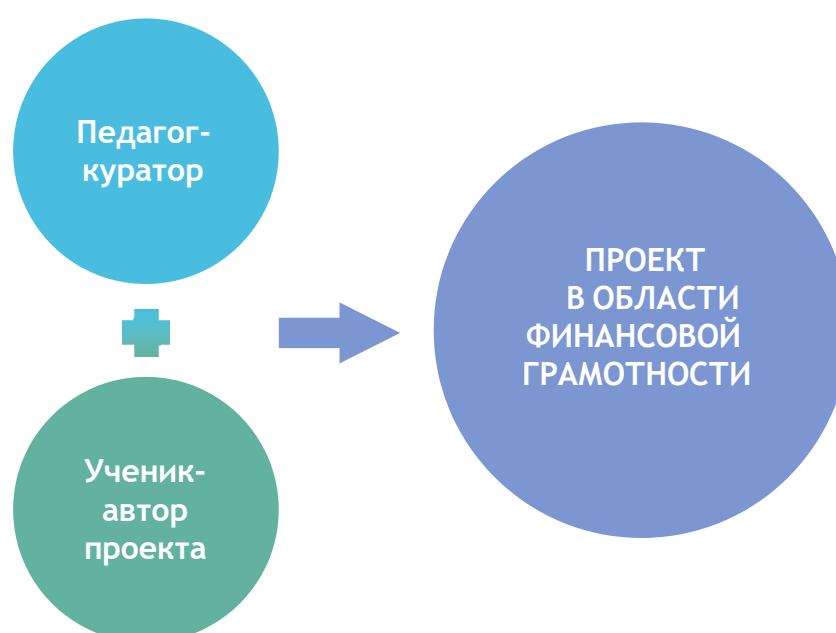 Педагог-
куратор
Ученик-
автор
проекта
ПРОЕКТ
В ОБЛАСТИ
ФИНАНСОВОЙ
ГРАМОТНОСТИ